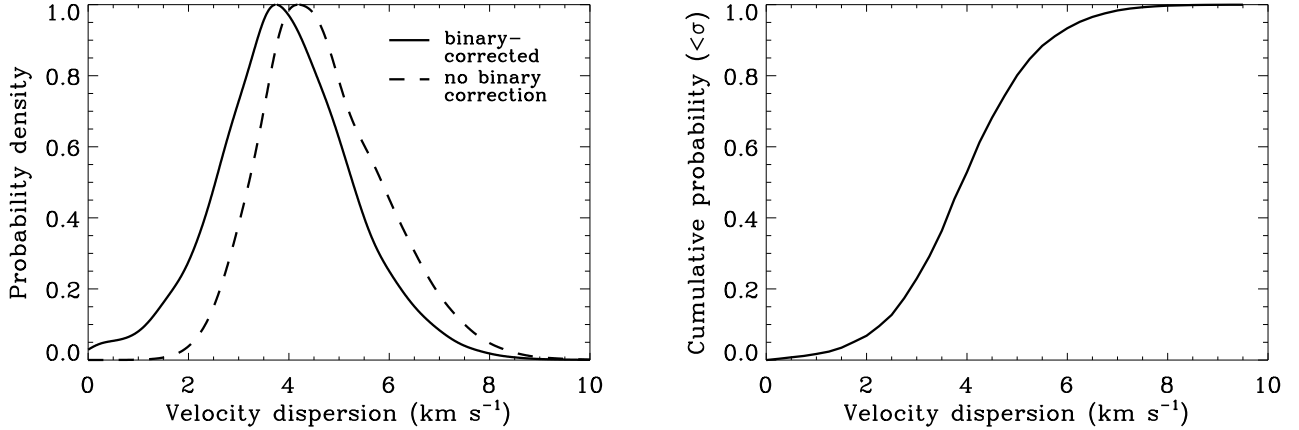 1.0
0.8
0.6
0.4
0.2
0.0
Probability density
binary-
corrected
no binary
correction
0 2 4 6 8 10
Velocity dispersion (km s⁻¹)
1.0
0.8
0.6
0.4
0.2
0.0
Cumulative probability (<σ)
0 2 4 6 8 10
Velocity dispersion (km s⁻¹)